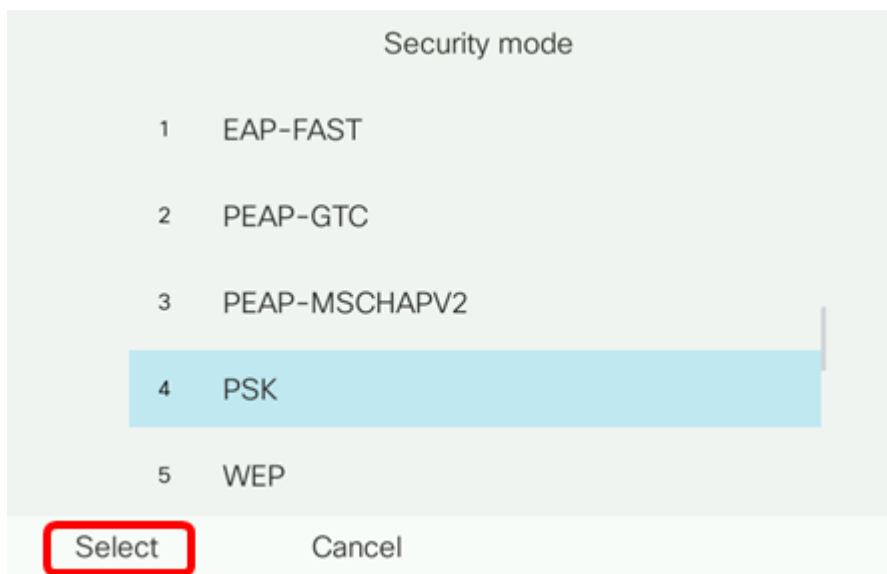 Security mode
1 EAP-FAST
2 PEAP-GTC
3 PEAP-MSCHAPV2
4 PSK
5 WEP
Select Cancel